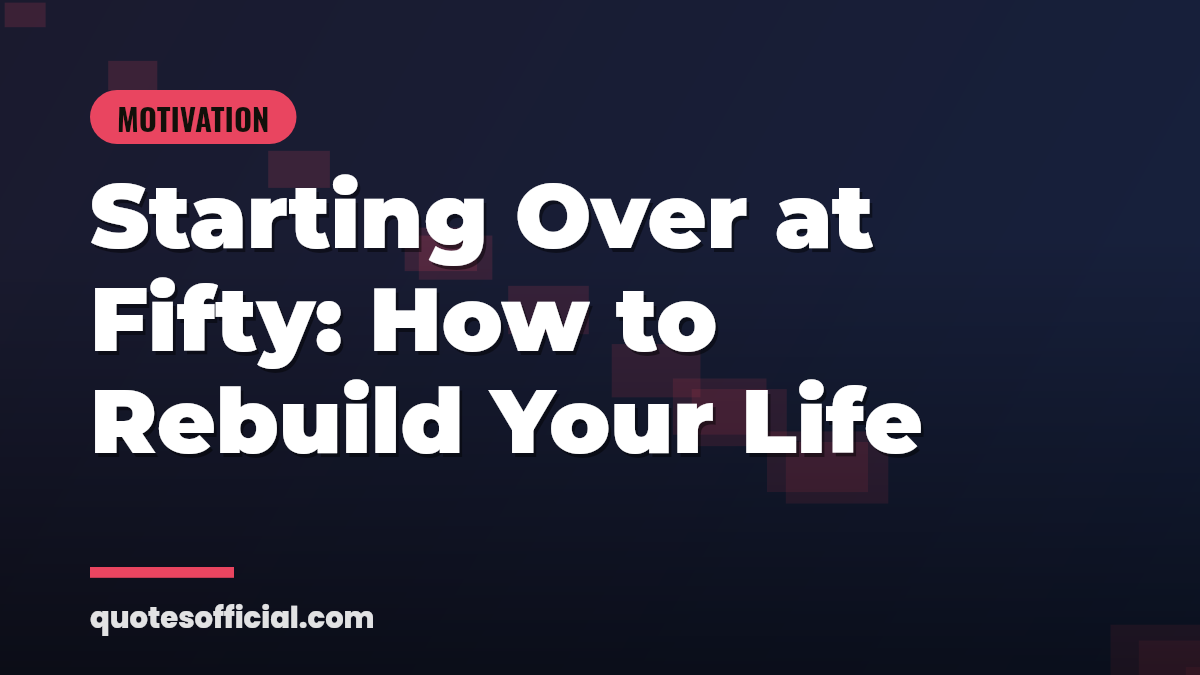 MOTIVATION
Starting Over at
Fifty: How to
Rebuild Your Life
quotesofficial.com